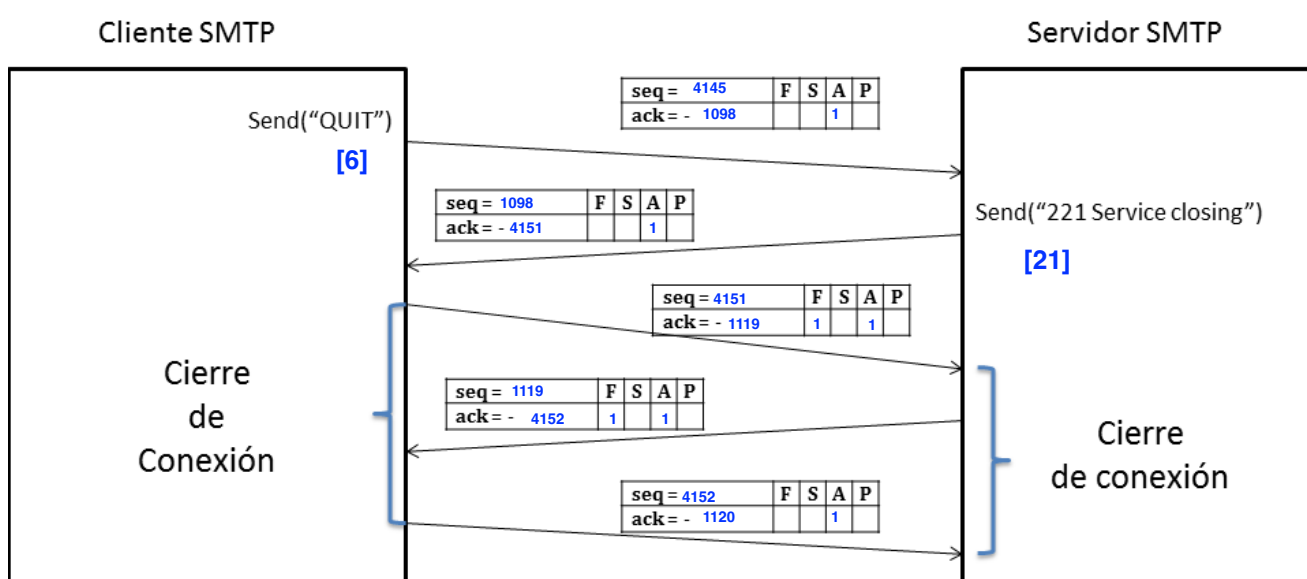 Cliente SMTP
Servidor SMTP
seq = 4145 F S A P
ack = - 1098 1
Send(“QUIT”)
[6]
seq = 1098 F S A P
ack = - 4151 1
Send(“221 Service closing”)
[21]
seq = 4151 F S A P
ack = - 1119 1 1
Cierre
de
Conexión
seq = 1119 F S A P
ack = - 4152 1 1
Cierre
de conexión
seq = 4152 F S A P
ack = - 1120 1